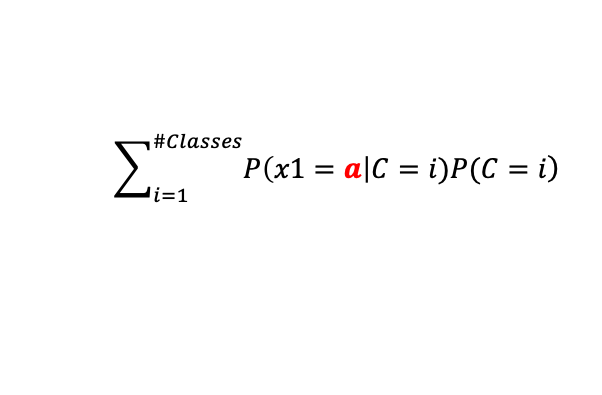 ∑_{i=1}^{#Classes} P(x1 = a|C = i)P(C = i)